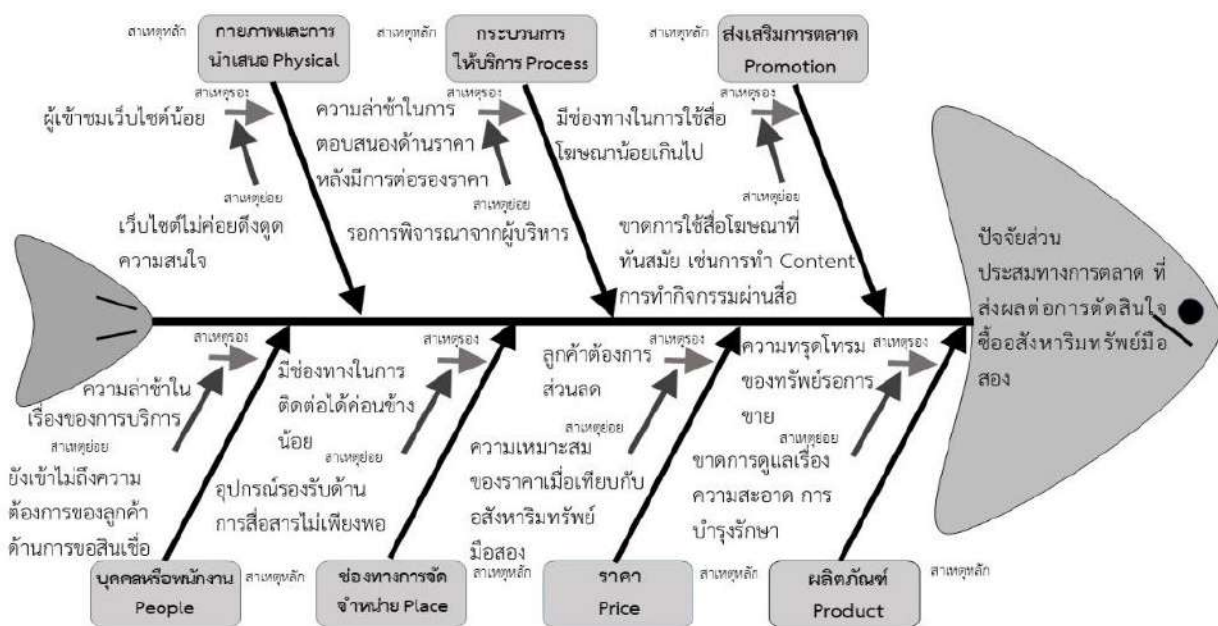 สาเหตุหลัก
กายภาพและการ
นำเสนอ Physical
สาเหตุรอง
ผู้เข้าชมเว็บไซต์น้อย
สาเหตุย่อย
เว็บไซต์ไม่ค่อยดึงดูด
ความสนใจ
สาเหตุหลัก
กระบวนการ
ให้บริการ Process
สาเหตุรอง
ความล่าช้าในการ
ตอบสนองด้านราคา
หลังมีการต่อรองราคา
สาเหตุย่อย
รอการพิจารณาจากผู้บริหาร
สาเหตุหลัก
ส่งเสริมการตลาด
Promotion
สาเหตุรอง
มีช่องทางในการใช้สื่อ
โฆษณาน้อยเกินไป
สาเหตุย่อย
ขาดการใช้สื่อโฆษณาที่
ทันสมัย เช่นการทำ Content
การทำกิจกรรมผ่านสื่อ
ปัจจัยส่วน
ประสมทางการตลาด ที่
ส่งผลต่อการตัดสินใจ
ซื้ออสังหาริมทรัพย์มือ
สอง
สาเหตุรอง
ความล่าช้าใน
เรื่องของการบริการ
สาเหตุย่อย
ยังเข้าไม่ถึงความ
ต้องการของลูกค้า
ด้านการขอสินเชื่อ
บุคคลหรือพนักงาน
People
สาเหตุหลัก
สาเหตุรอง
มีช่องทางในการ
ติดต่อได้ค่อนข้าง
น้อย
สาเหตุย่อย
อุปกรณ์รองรับด้าน
การสื่อสารไม่เพียงพอ
ช่องทางการจัด
จำหน่าย Place
สาเหตุหลัก
สาเหตุรอง
ลูกค้าต้องการ
ส่วนลด
สาเหตุย่อย
ความเหมาะสม
ของราคาเมื่อเทียบกับ
อสังหาริมทรัพย์
มือสอง
ราคา
Price
สาเหตุหลัก
สาเหตุรอง
ความทรุดโทรม
ของทรัพย์รอการ
ขาย
สาเหตุย่อย
ขาดการดูแลเรื่อง
ความสะอาด การ
บำรุงรักษา
ผลิตภัณฑ์
Product
สาเหตุหลัก